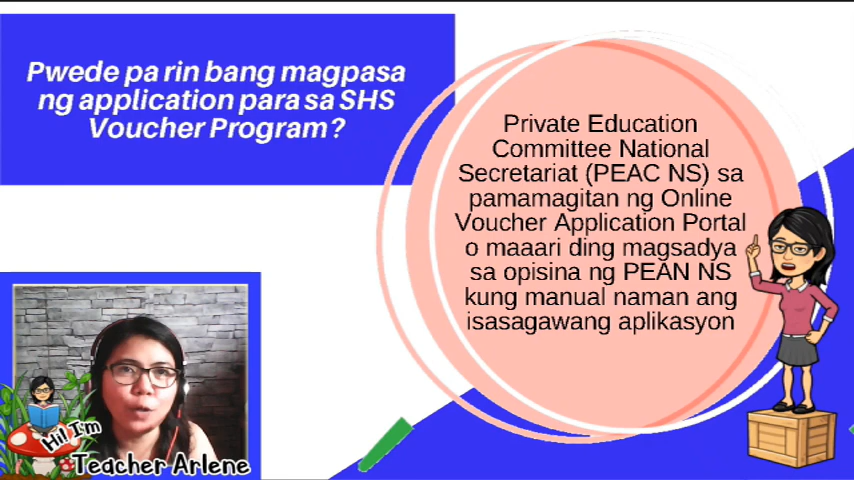 Pwede pa rin bang magpasa
ng application para sa SHS
Voucher Program?
Private Education
Committee National
Secretariat (PEAC NS) sa
pamamagitan ng Online
Voucher Application Portal
o maaari ding magsadya
sa opisina ng PEAN NS
kung manual naman ang
isasagawang aplikasyon
Hi! I'm
Teacher Arlene